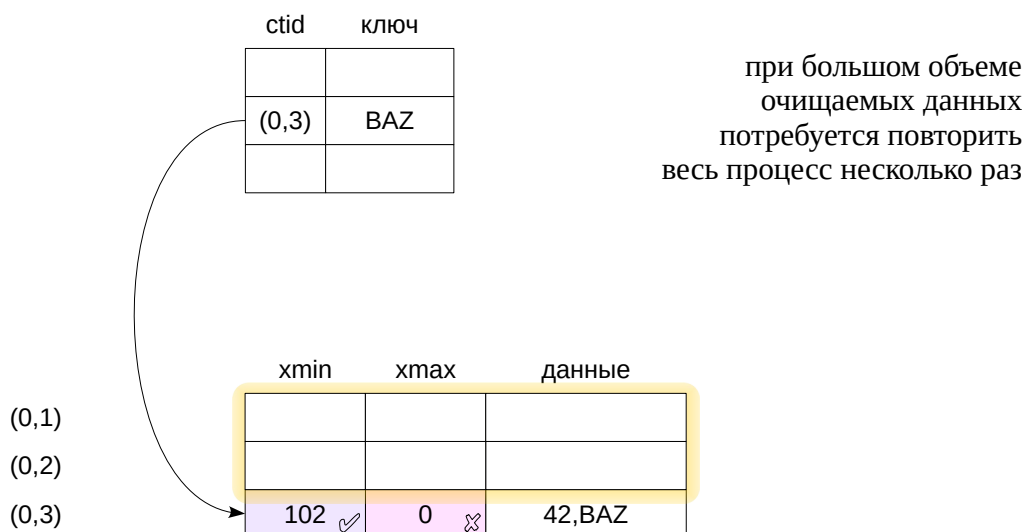 ctid ключ
(0,3) BAZ
при большом объеме
очищаемых данных
потребуется повторить
весь процесс несколько раз
xmin xmax данные
(0,1)
(0,2)
(0,3) 102 0 42,BAZ